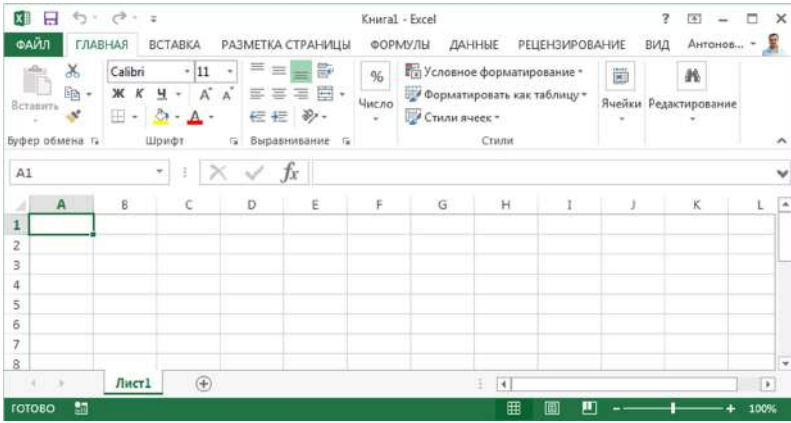 Книга1 - Excel
ФАЙЛ ГЛАВНАЯ ВСТАВКА РАЗМЕТКА СТРАНИЦЫ ФОРМУЛЫ ДАННЫЕ РЕЦЕНЗИРОВАНИЕ ВИД Антонов...
Вставить
Calibri 11
Ж К Ч
%
Число
Условное форматирование
Форматировать как таблицу
Стили ячеек
Ячейки Редактирование
Буфер обмена Шрифт Выравнивание Стили
A1 fx
A B C D E F G H I J K L
1
2
3
4
5
6
7
8
Лист1
ГОТОВО 100%